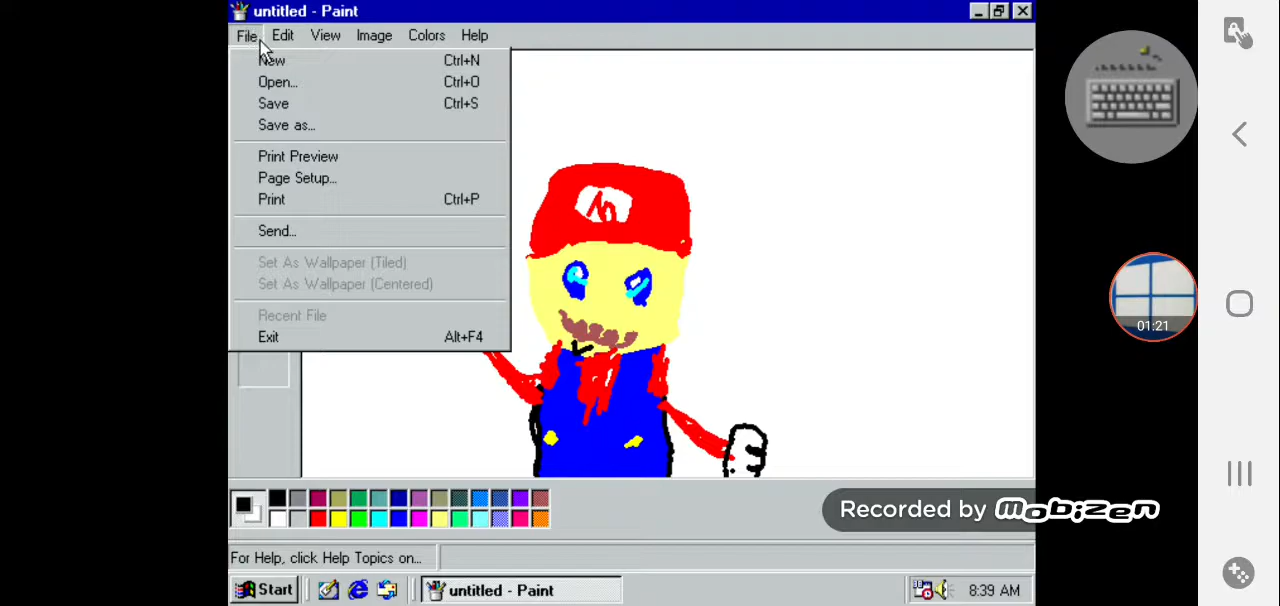 untitled - Paint
File Edit View Image Colors Help
New Ctrl+N
Open... Ctrl+O
Save Ctrl+S
Save as...
Print Preview
Page Setup...
Print Ctrl+P
Send...
Set As Wallpaper (Tiled)
Set As Wallpaper (Centered)
Recent File
Exit Alt+F4
M
01:21
Recorded by mobizen
For Help, click Help Topics on...
Start untitled - Paint 8:39 AM